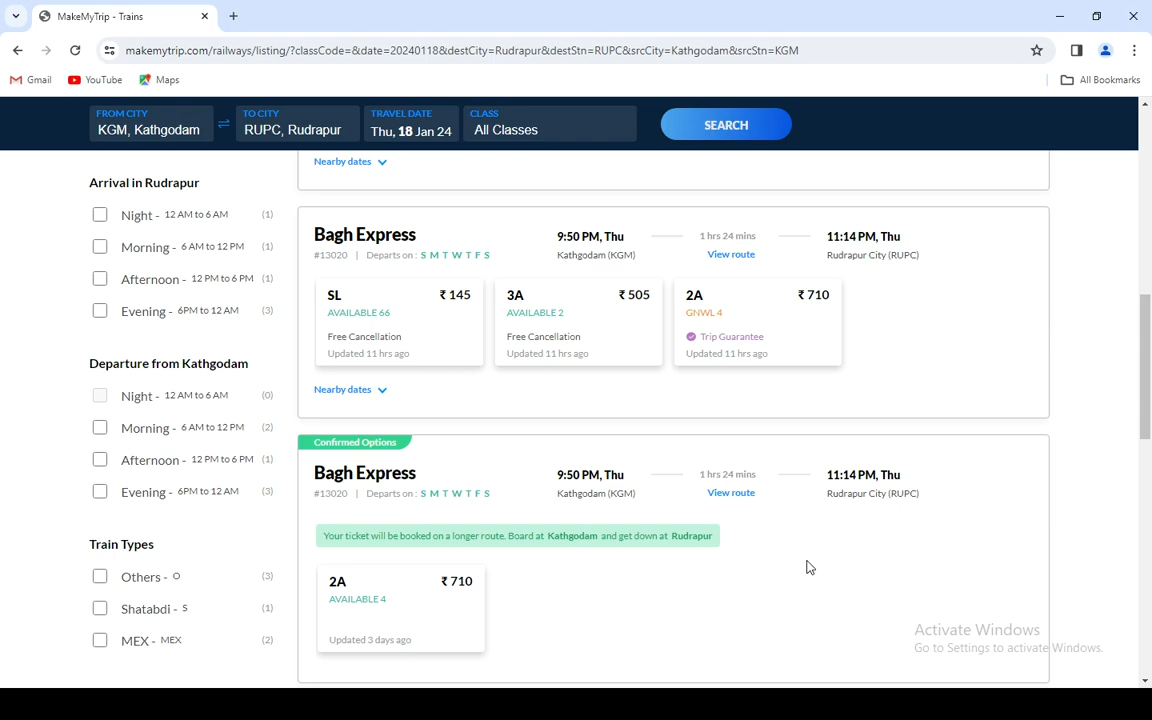 MakeMyTrip - Trains
makemytrip.com/railways/listing/?classCode=&date=20240118&destCity=Rudrapur&destStn=RUPC&srcCity=Kathgodam&srcStn=KGM
Gmail YouTube Maps All Bookmarks
FROM CITY TO CITY TRAVEL DATE CLASS
KGM, Kathgodam RUPC, Rudrapur Thu, 18 Jan 24 All Classes SEARCH
Nearby dates
Arrival in Rudrapur
Night - 12 AM to 6 AM (1)
Morning - 6 AM to 12 PM (1)
Afternoon - 12 PM to 6 PM (1)
Evening - 6PM to 12 AM (3)
Departure from Kathgodam
Night - 12 AM to 6 AM (0)
Morning - 6 AM to 12 PM (2)
Afternoon - 12 PM to 6 PM (1)
Evening - 6PM to 12 AM (3)
Train Types
Others - O (3)
Shatabdi - S (1)
MEX - MEX (2)
Bagh Express 9:50 PM, Thu 1 hrs 24 mins 11:14 PM, Thu
#13020 | Departs on : S M T W T F S Kathgodam (KGM) View route Rudrapur City (RUPC)
SL ₹ 145 3A ₹ 505 2A ₹ 710
AVAILABLE 66 AVAILABLE 2 GNWL 4
Free Cancellation Free Cancellation Trip Guarantee
Updated 11 hrs ago Updated 11 hrs ago Updated 11 hrs ago
Nearby dates
Confirmed Options
Bagh Express 9:50 PM, Thu 1 hrs 24 mins 11:14 PM, Thu
#13020 | Departs on : S M T W T F S Kathgodam (KGM) View route Rudrapur City (RUPC)
Your ticket will be booked on a longer route. Board at Kathgodam and get down at Rudrapur
2A ₹ 710
AVAILABLE 4
Updated 3 days ago
Activate Windows
Go to Settings to activate Windows.